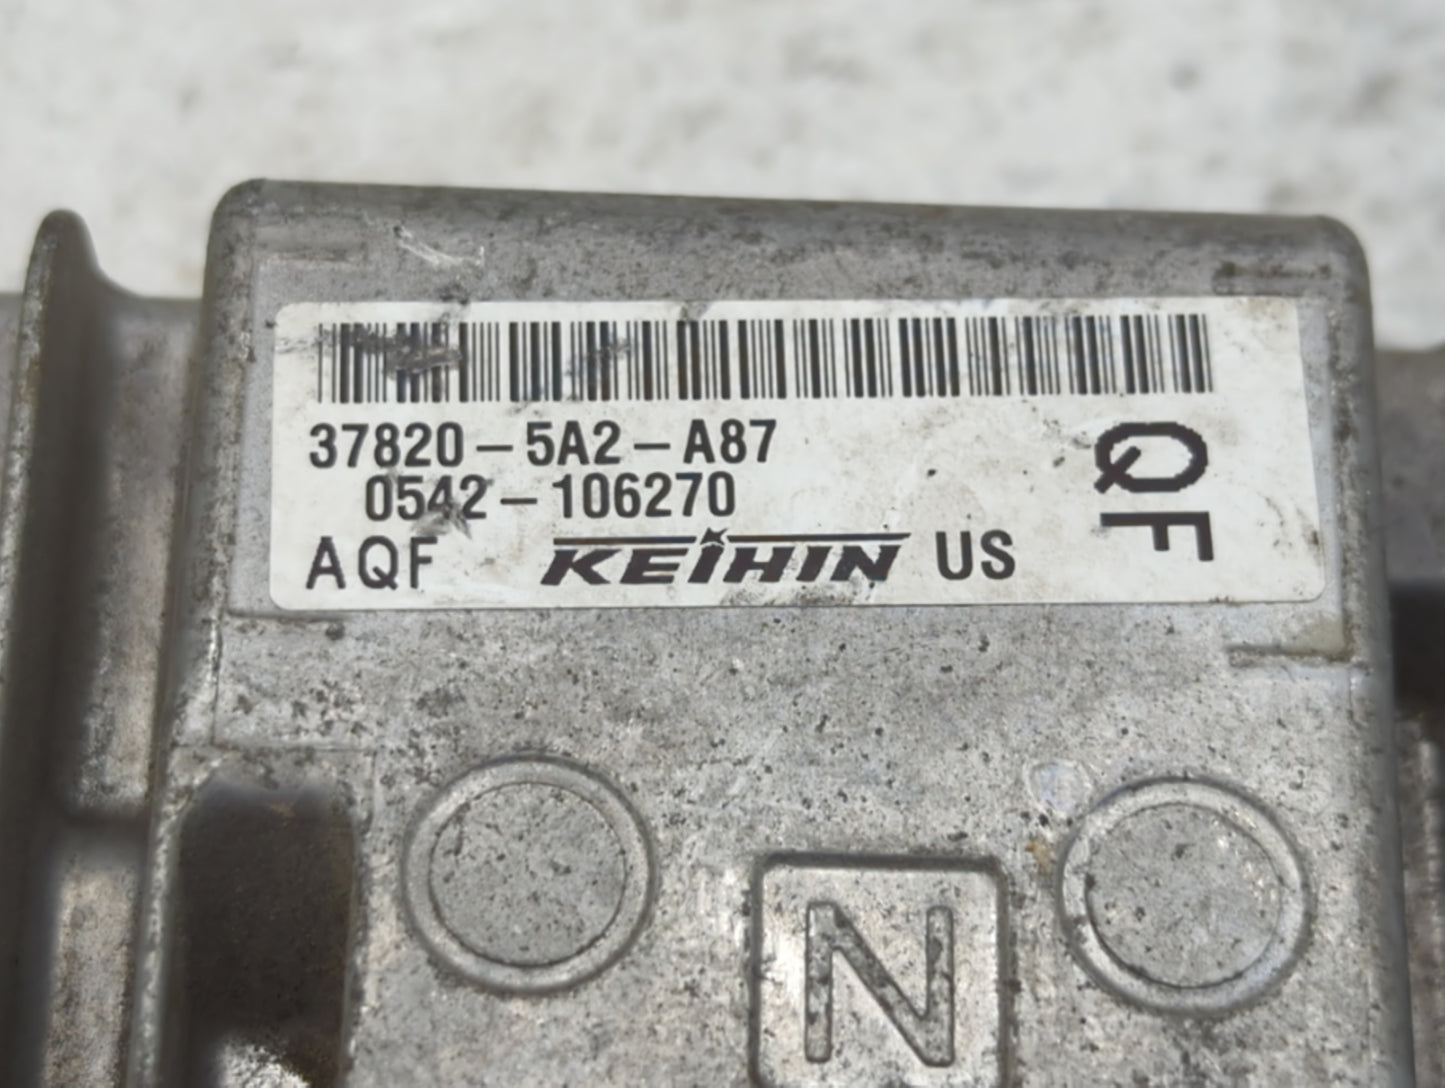 37820-5A2-A87
0542-106270
AQF KEIHIN US
QF
N